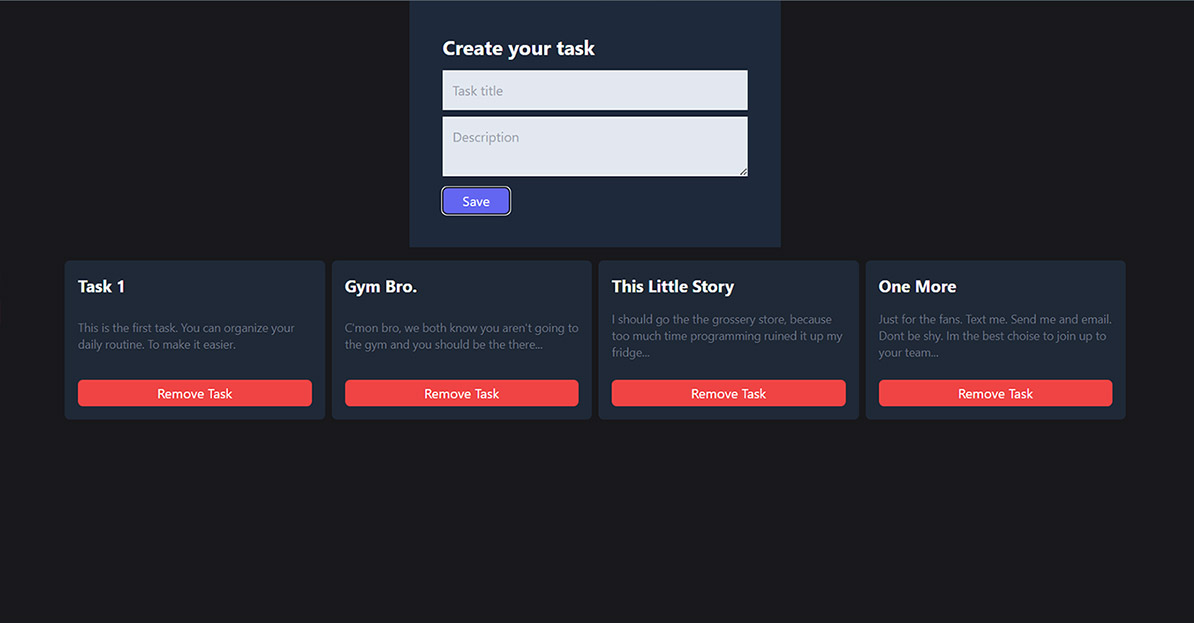 Create your task
Task title
Description
Save
Task 1
This is the first task. You can organize your
daily routine. To make it easier.
Remove Task
Gym Bro.
C'mon bro, we both know you aren't going to
the gym and you should be the there...
Remove Task
This Little Story
I should go the the grossery store, because
too much time programming ruined it up my
fridge...
Remove Task
One More
Just for the fans. Text me. Send me and email.
Dont be shy. Im the best choise to join up to
your team...
Remove Task